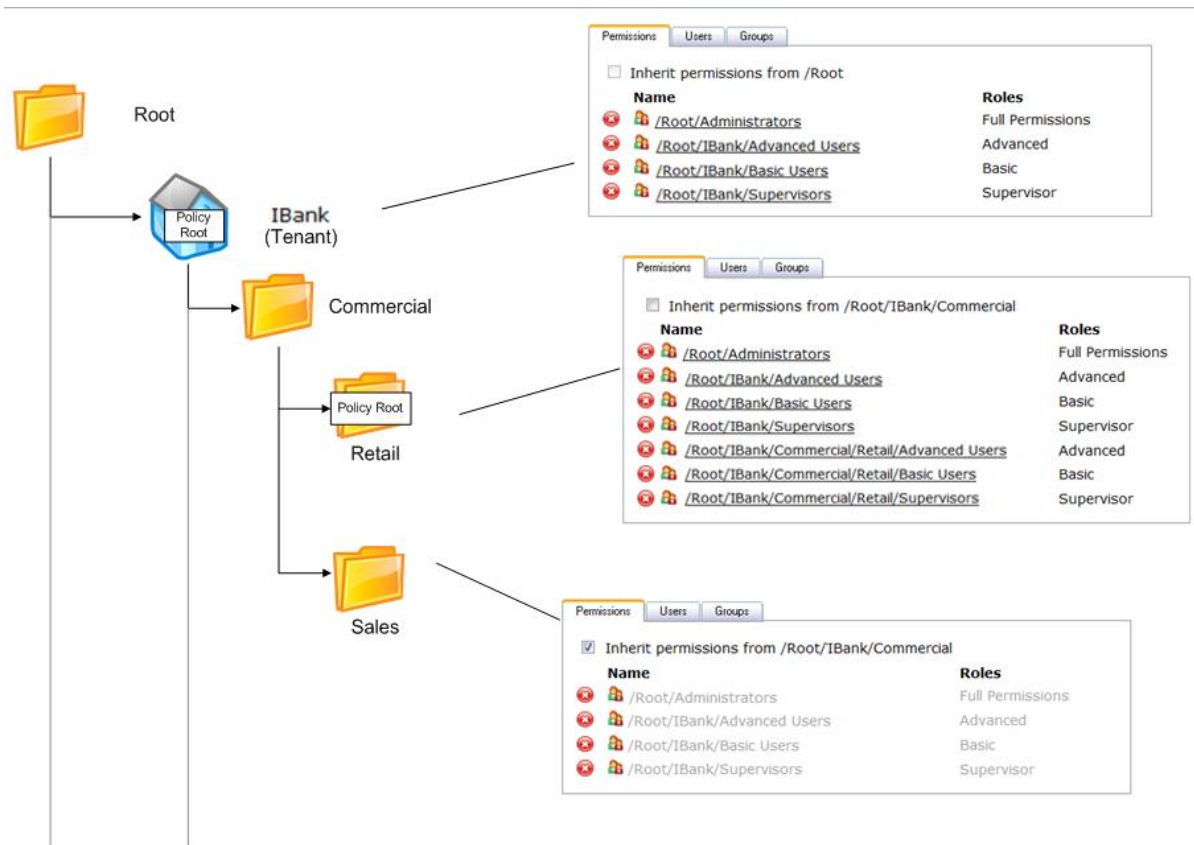 Root
Policy
Root
IBank
(Tenant)
Commercial
Policy Root
Retail
Sales
Permissions Users Groups
Inherit permissions from /Root
Name Roles
/Root/Administrators Full Permissions
/Root/IBank/Advanced Users Advanced
/Root/IBank/Basic Users Basic
/Root/IBank/Supervisors Supervisor
Permissions Users Groups
Inherit permissions from /Root/IBank/Commercial
Name Roles
/Root/Administrators Full Permissions
/Root/IBank/Advanced Users Advanced
/Root/IBank/Basic Users Basic
/Root/IBank/Supervisors Supervisor
/Root/IBank/Commercial/Retail/Advanced Users Advanced
/Root/IBank/Commercial/Retail/Basic Users Basic
/Root/IBank/Commercial/Retail/Supervisors Supervisor
Permissions Users Groups
Inherit permissions from /Root/IBank/Commercial
Name Roles
/Root/Administrators Full Permissions
/Root/IBank/Advanced Users Advanced
/Root/IBank/Basic Users Basic
/Root/IBank/Supervisors Supervisor